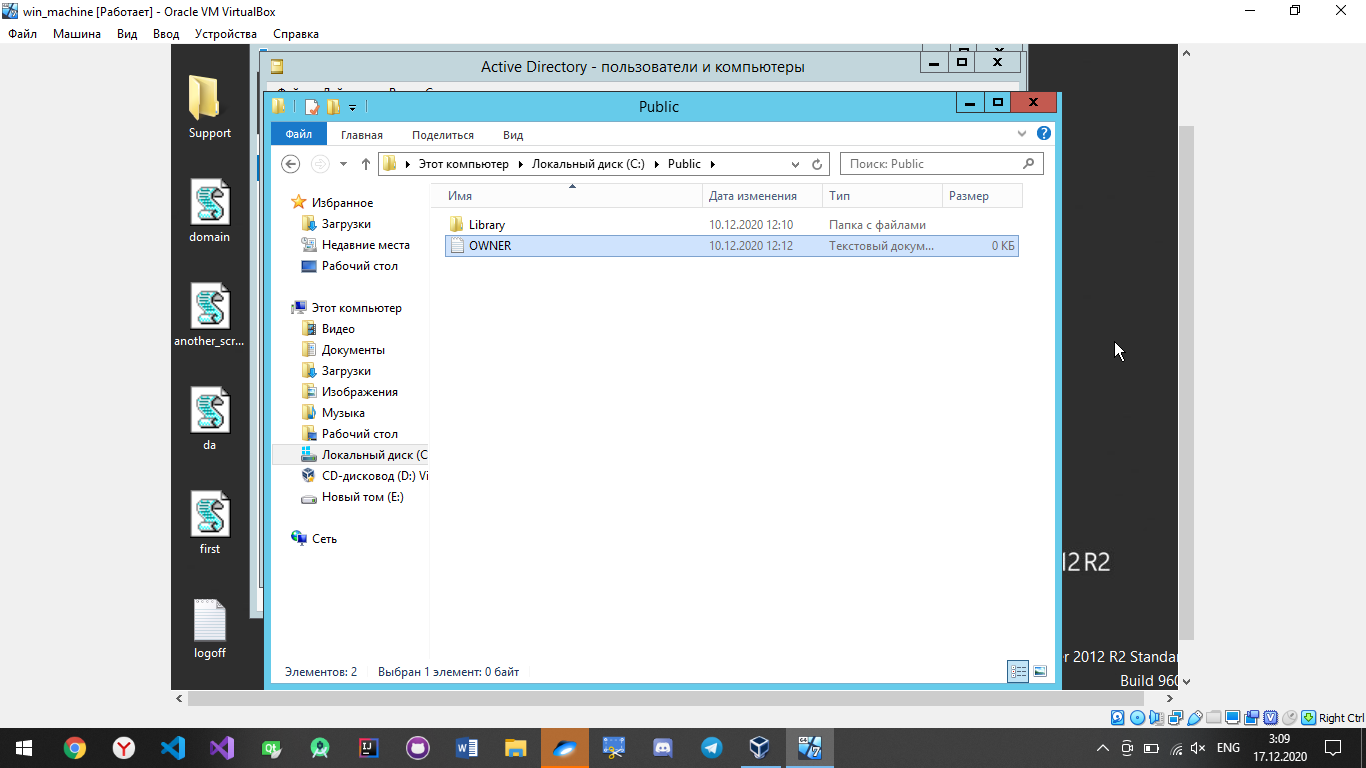 win_machine [Работает] - Oracle VM VirtualBox
Файл Машина Вид Ввод Устройства Справка
Active Directory - пользователи и компьютеры
Public
Файл Главная Поделиться Вид
Этот компьютер Локальный диск (C:) Public
Поиск: Public
Имя Дата изменения Тип Размер
Library 10.12.2020 12:10 Папка с файлами
OWNER 10.12.2020 12:12 Текстовый докум... 0 КБ
Избранное
Загрузки
Недавние места
Рабочий стол
Этот компьютер
Видео
Документы
Загрузки
Изображения
Музыка
Рабочий стол
Локальный диск (C
CD-дисковод (D:) Vi
Новый том (E:)
Сеть
Элементов: 2 Выбран 1 элемент: 0 байт
Support
domain
another_scr...
da
first
logoff
12 R2
r 2012 R2 Standar
Build 960
Right Ctrl
ENG
3:09
17.12.2020